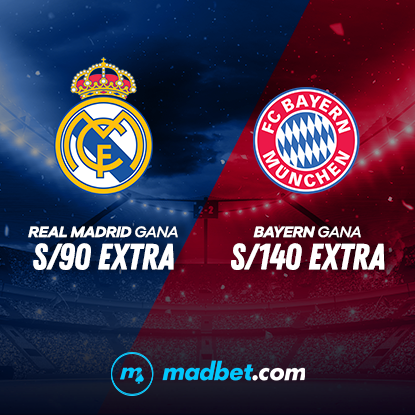 FC BAYERN
MÜNCHEN
REAL MADRID GANA
S/90 EXTRA
BAYERN GANA
S/140 EXTRA
m madbet.com